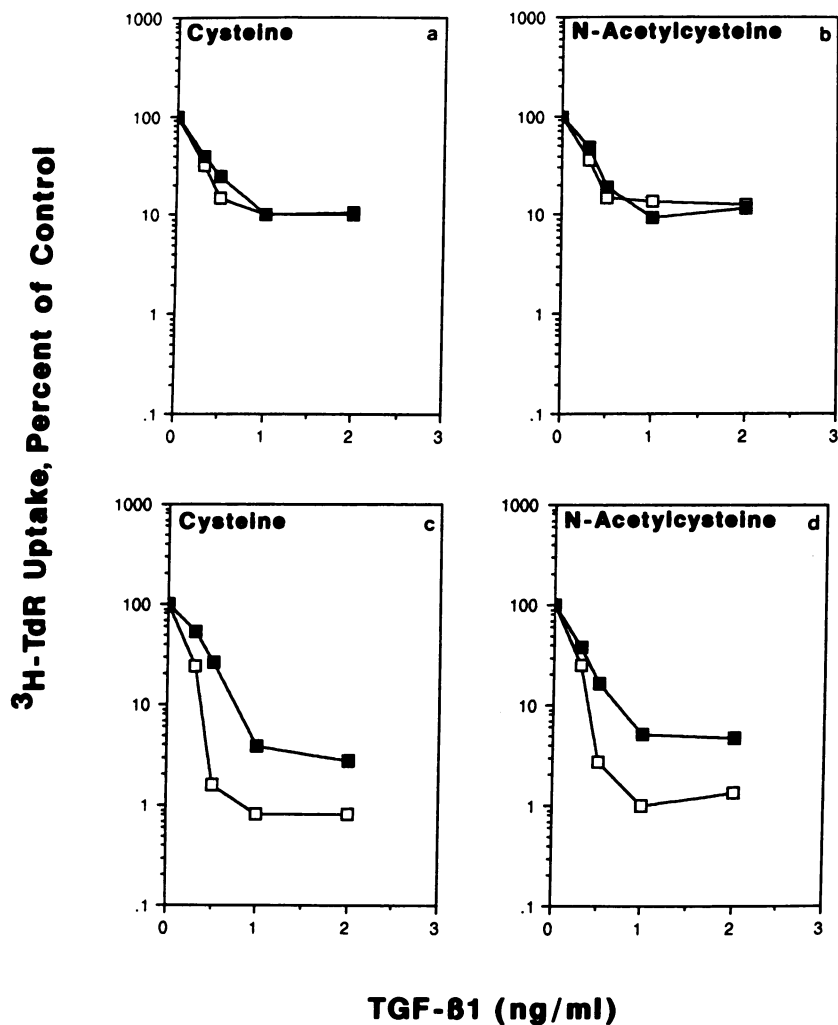 Cysteine a
1000
100
10
1
.1
0 1 2 3
N-Acetylcysteine b
1000
100
10
1
.1
0 1 2 3
³H-TdR Uptake, Percent of Control
Cysteine c
1000
100
10
1
.1
0 1 2 3
N-Acetylcysteine d
1000
100
10
1
.1
0 1 2 3
TGF-ß1 (ng/ml)